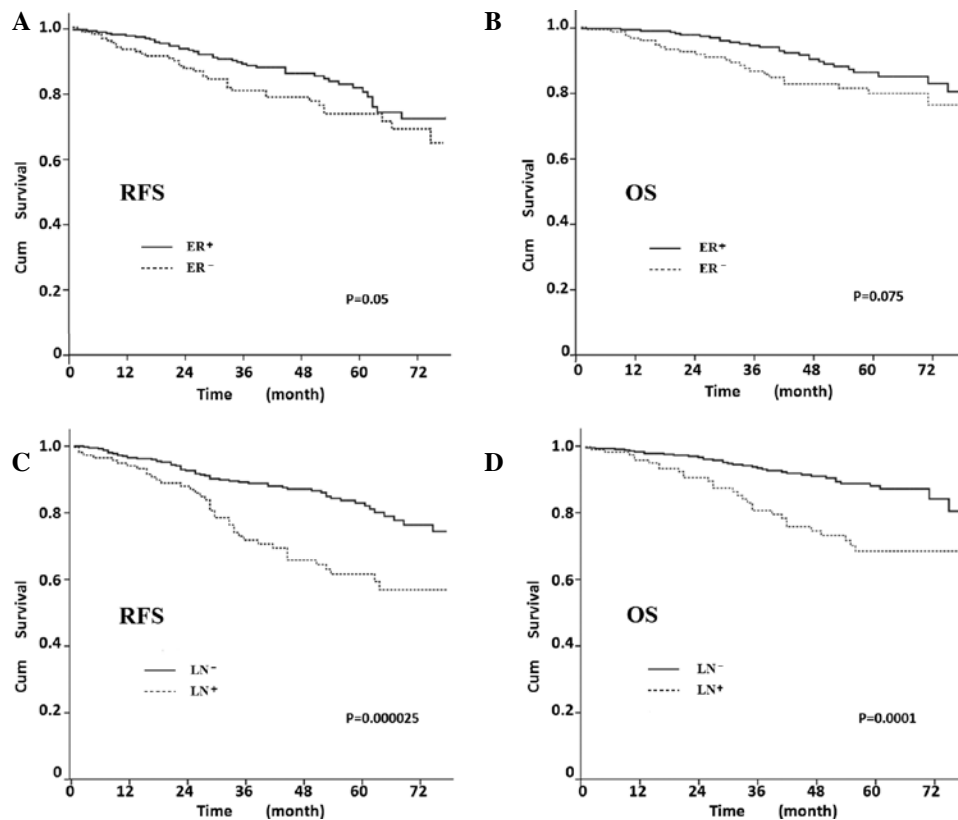 A
1.0
0.8
0.6
0.4
0.2
0
Cum Survival
RFS
ER+
ER−
P=0.05
0 12 24 36 48 60 72
Time (month)
B
1.0
0.8
0.6
0.4
0.2
0
Cum Survival
OS
ER+
ER−
P=0.075
0 12 24 36 48 60 72
Time (month)
C
1.0
0.8
0.6
0.4
0.2
0
Cum Survival
RFS
LN−
LN+
P=0.000025
0 12 24 36 48 60 72
Time (month)
D
1.0
0.8
0.6
0.4
0.2
0
Cum Survival
OS
LN−
LN+
P=0.0001
0 12 24 36 48 60 72
Time (month)